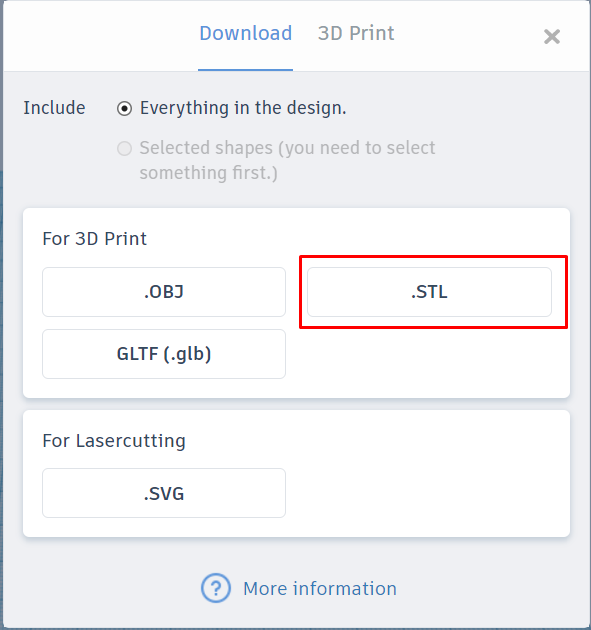 Download 3D Print
Include Everything in the design.
Selected shapes (you need to select
something first.)
For 3D Print
.OBJ .STL
GLTF (.glb)
For Lasercutting
.SVG
? More information